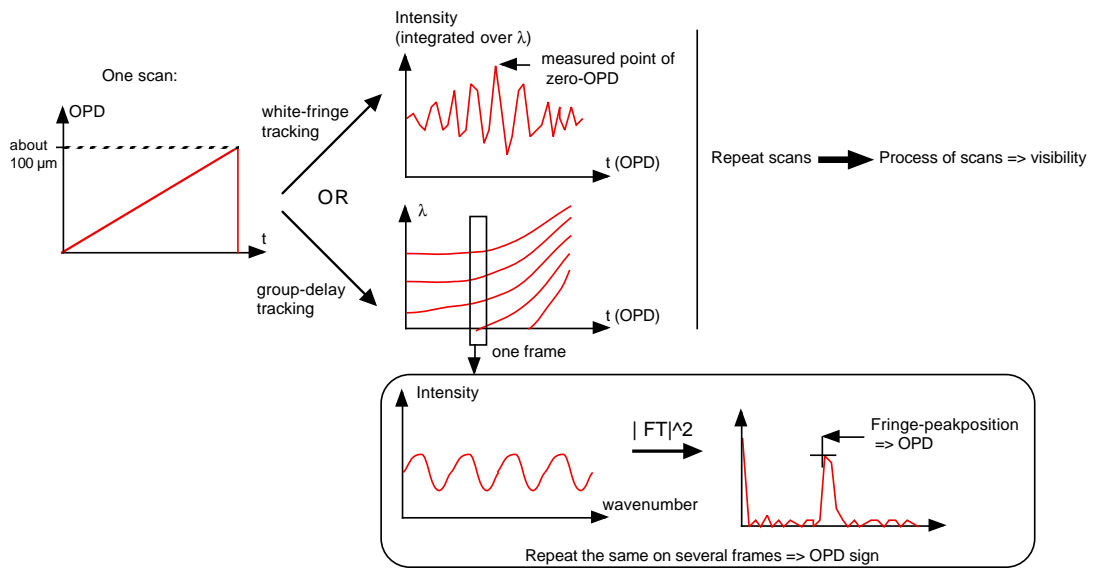 One scan:
OPD
about
100 µm
t
white-fringe
tracking
OR
group-delay
tracking
Intensity
(integrated over λ)
measured point of
zero-OPD
t (OPD)
λ
t (OPD)
one frame
Repeat scans
Process of scans => visibility
Intensity
wavenumber
| FT|^2
Fringe-peakposition
=> OPD
Repeat the same on several frames => OPD sign